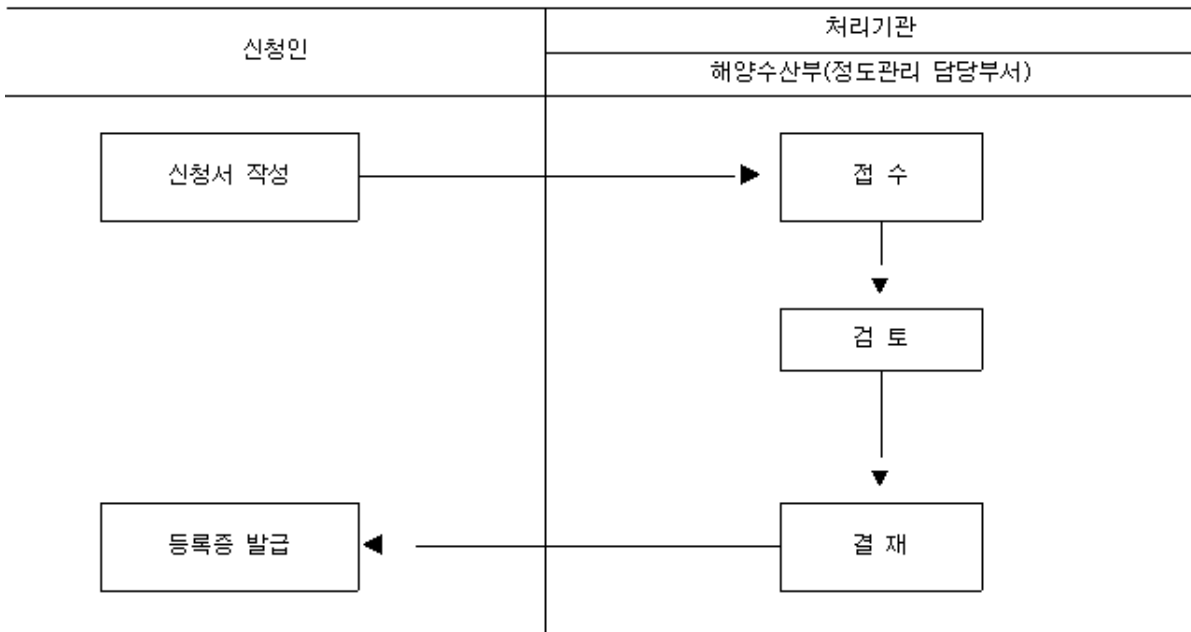 신청인
처리기관
해양수산부(정도관리 담당부서)
신청서 작성
접 수
검 토
등록증 발급
결 재